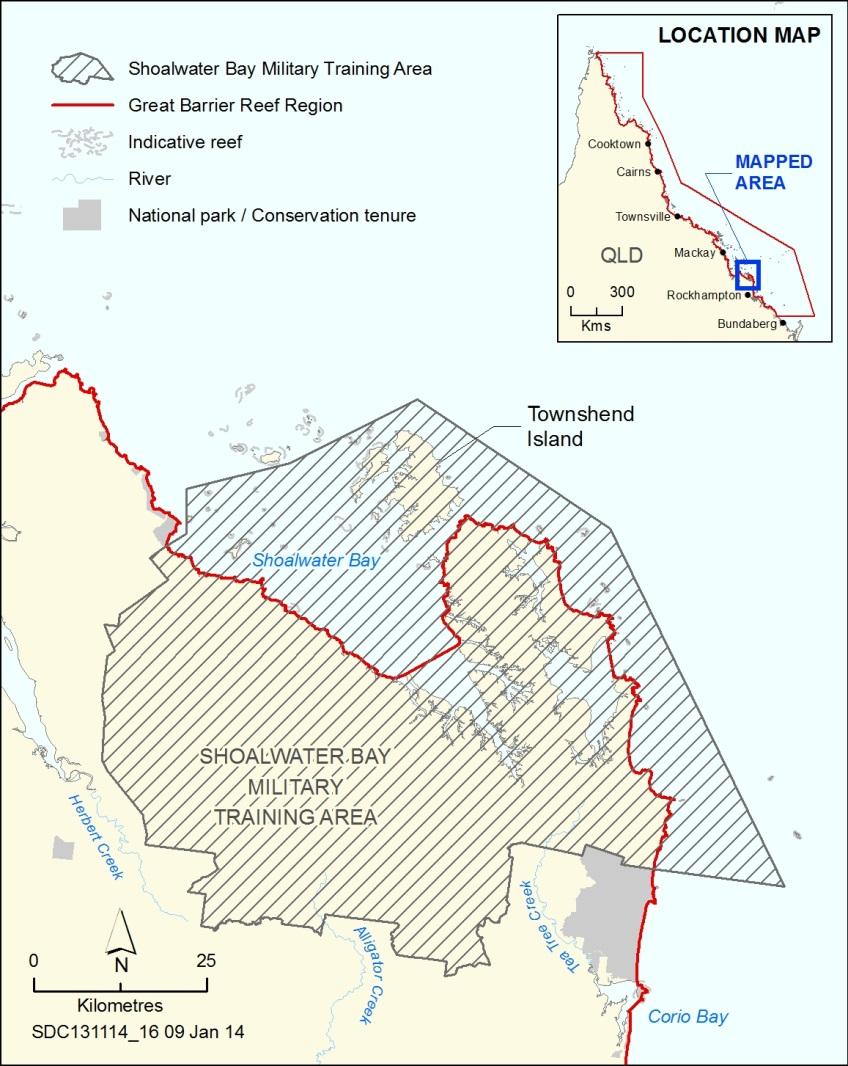 Shoalwater Bay Military Training Area
Great Barrier Reef Region
Indicative reef
River
National park / Conservation tenure
LOCATION MAP
Cooktown
Cairns
MAPPED
AREA
Townsville
Mackay
QLD
Rockhampton
0 300
Kms
Bundaberg
Townshend
Island
Shoalwater Bay
SHOALWATER BAY
MILITARY
TRAINING AREA
Herbert Creek
Tea Tree Creek
Alligator Creek
Corio Bay
N
0 25
Kilometres
SDC131114_16 09 Jan 14